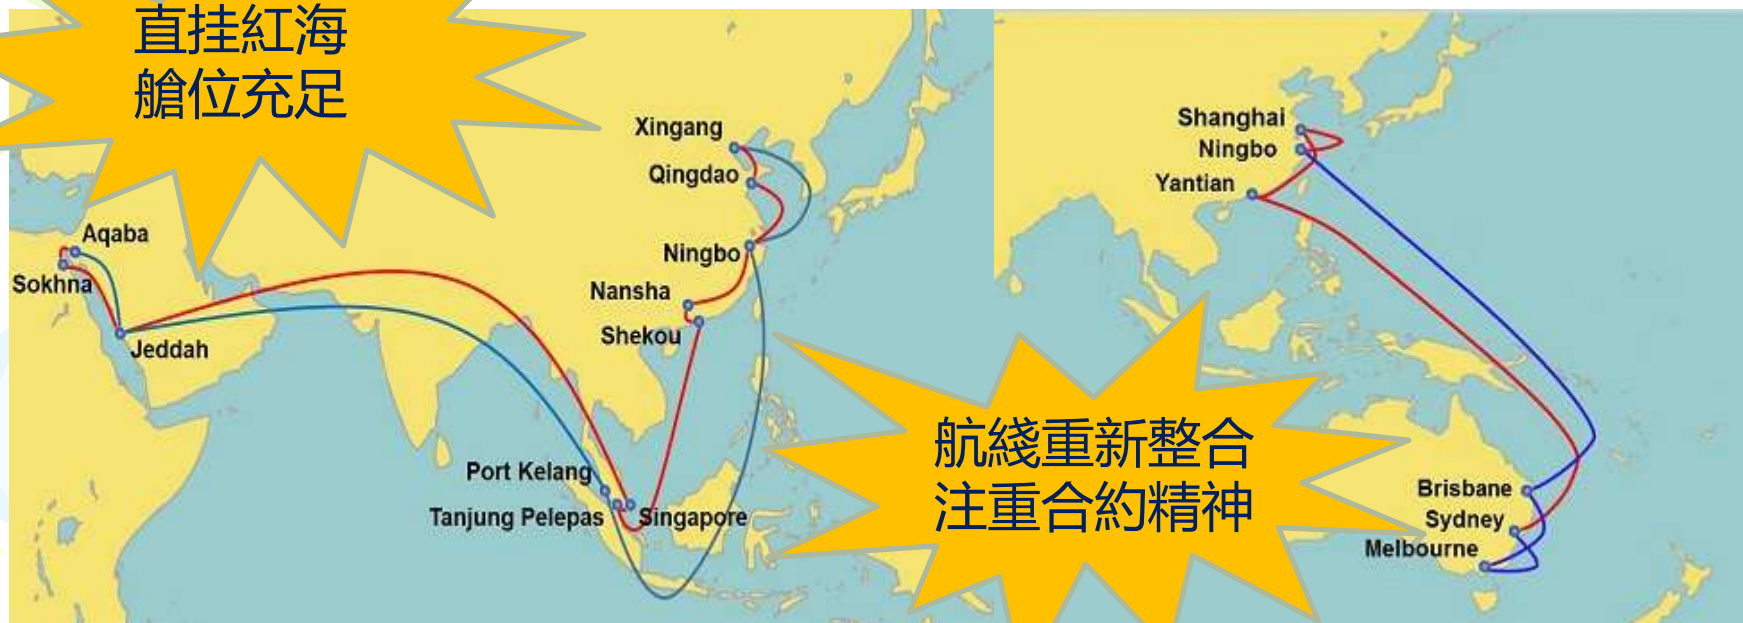 直挂紅海
艙位充足
Xingang
Qingdao
Aqaba
Ningbo
Sokhna
Nansha
Shekou
Jeddah
Port Kelang
Tanjung Pelepas
Singapore
Shanghai
Ningbo
Yantian
航綫重新整合
注重合約精神
Brisbane
Sydney
Melbourne